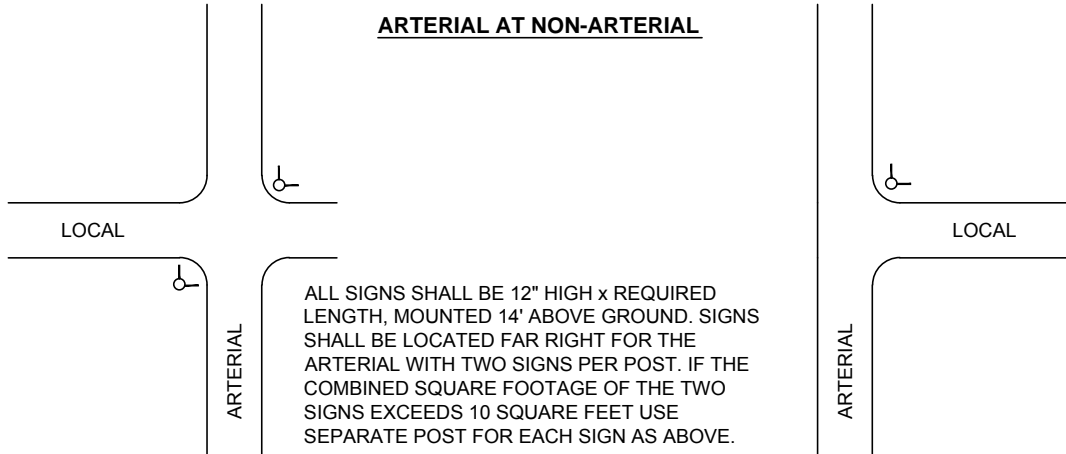 ARTERIAL AT NON-ARTERIAL
LOCAL
LOCAL
ALL SIGNS SHALL BE 12" HIGH x REQUIRED
LENGTH, MOUNTED 14' ABOVE GROUND. SIGNS
SHALL BE LOCATED FAR RIGHT FOR THE
ARTERIAL WITH TWO SIGNS PER POST. IF THE
COMBINED SQUARE FOOTAGE OF THE TWO
SIGNS EXCEEDS 10 SQUARE FEET USE
SEPARATE POST FOR EACH SIGN AS ABOVE.
ARTERIAL
ARTERIAL